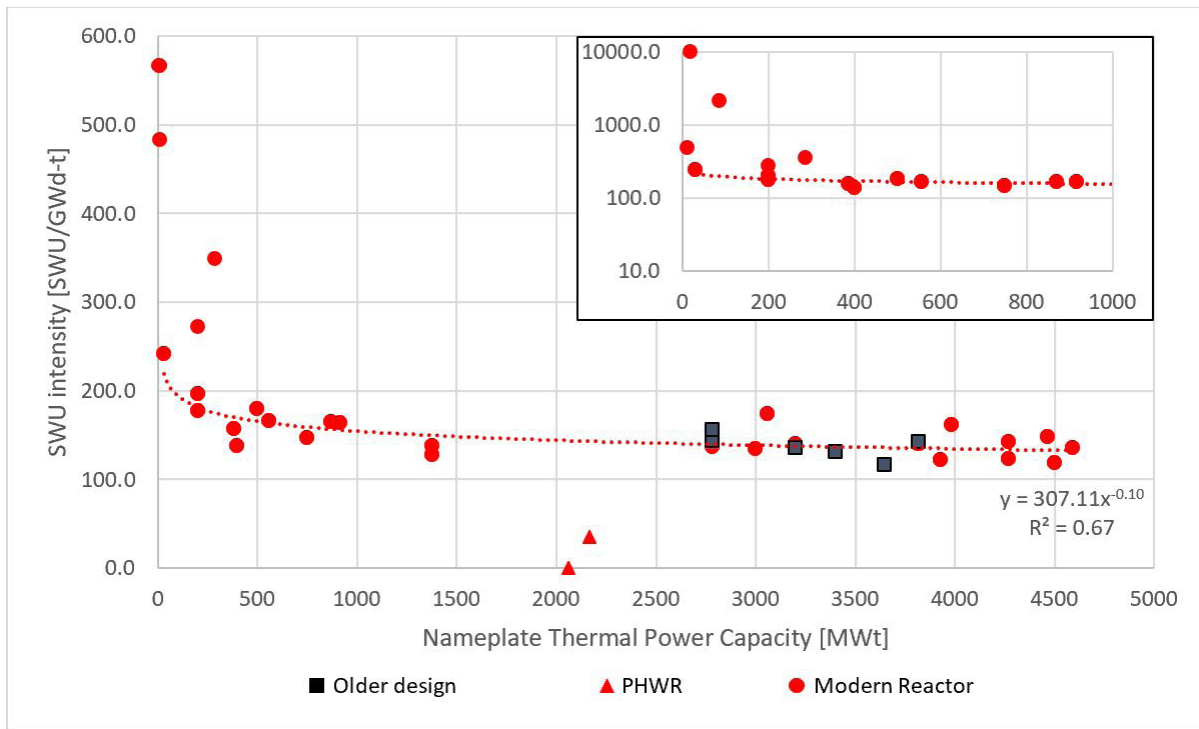 600.0
500.0
400.0
300.0
200.0
100.0
0.0
SWU intensity [SWU/GWd-t]
10000.0
1000.0
100.0
10.0
0 200 400 600 800 1000
y = 307.11x^-0.10
R² = 0.67
0 500 1000 1500 2000 2500 3000 3500 4000 4500 5000
Nameplate Thermal Power Capacity [MWt]
Older design PHWR Modern Reactor